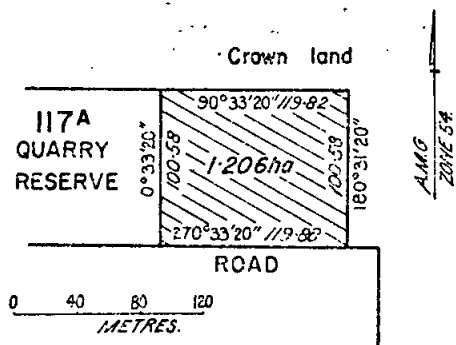 Crown land
90°33'20" 119·82
117A
QUARRY
RESERVE
0°33'20"
100·58
1·206ha
100·58
180°31'20"
270°33'20" 119·88
ROAD
A.M.G
ZONE 54.
0 40 80 120
METRES.